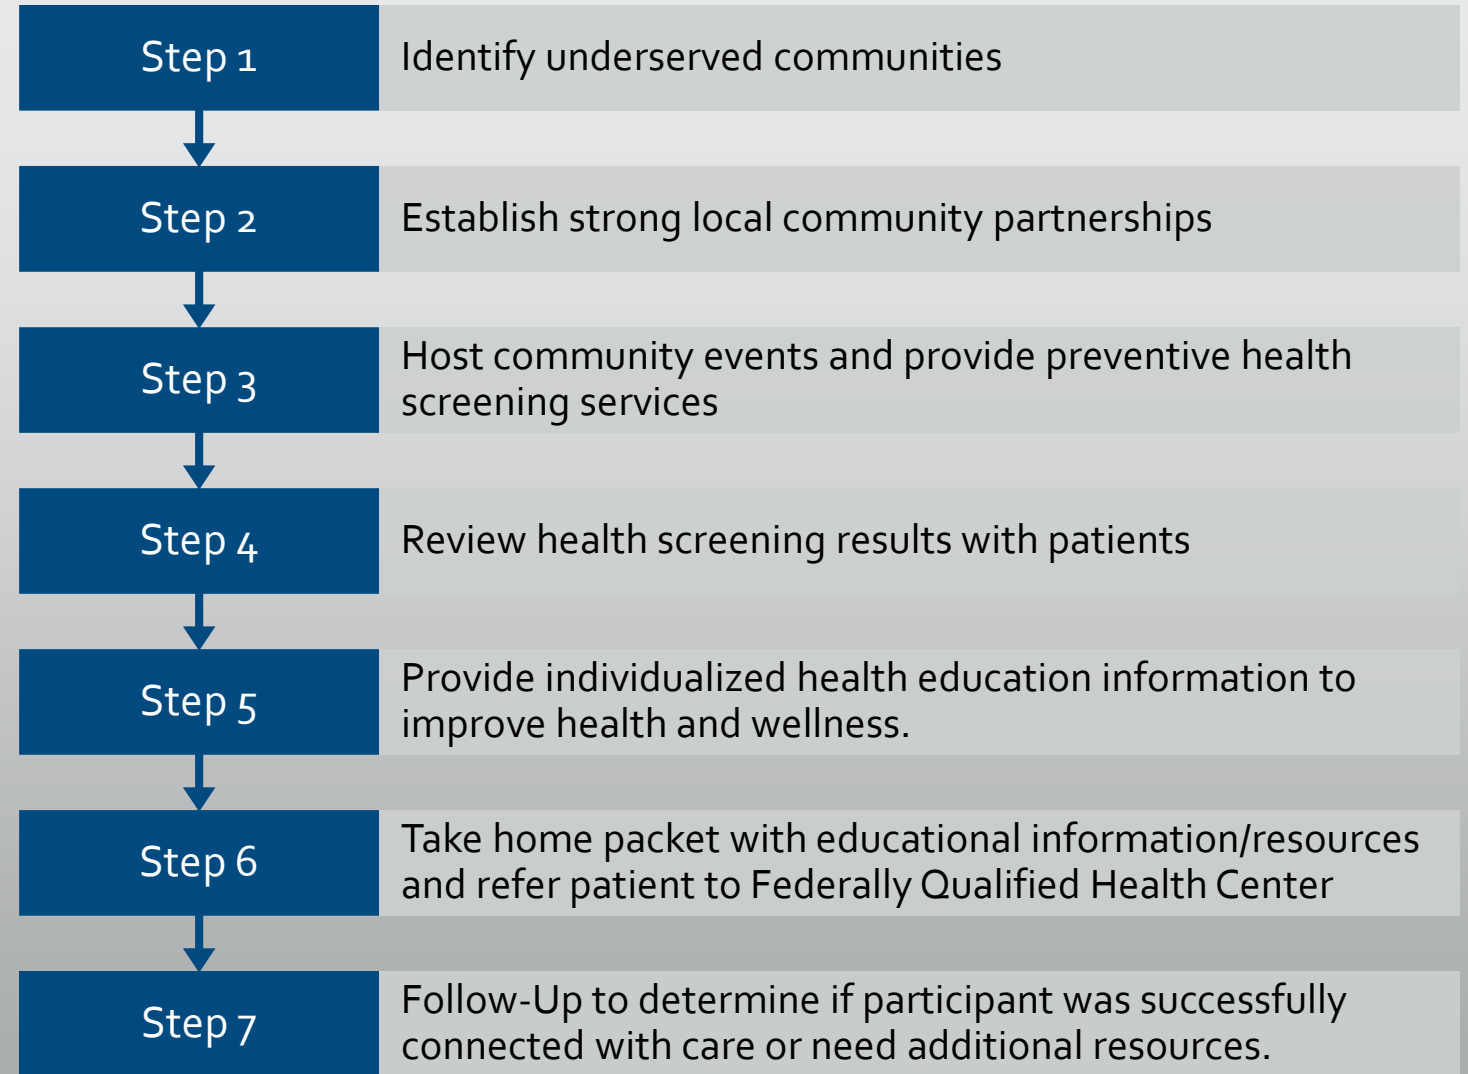 Step 1
Identify underserved communities
Step 2
Establish strong local community partnerships
Step 3
Host community events and provide preventive health
screening services
Step 4
Review health screening results with patients
Step 5
Provide individualized health education information to
improve health and wellness.
Step 6
Take home packet with educational information/resources
and refer patient to Federally Qualified Health Center
Step 7
Follow-Up to determine if participant was successfully
connected with care or need additional resources.